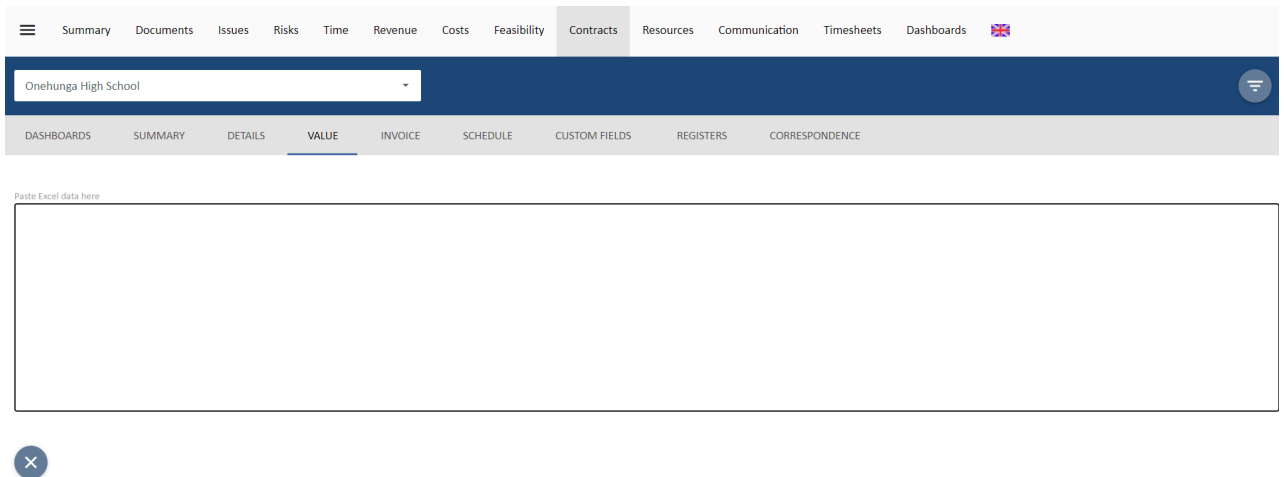 Summary Documents Issues Risks Time Revenue Costs Feasibility Contracts Resources Communication Timesheets Dashboards
Onehunga High School
DASHBOARDS SUMMARY DETAILS VALUE INVOICE SCHEDULE CUSTOM FIELDS REGISTERS CORRESPONDENCE
Paste Excel data here